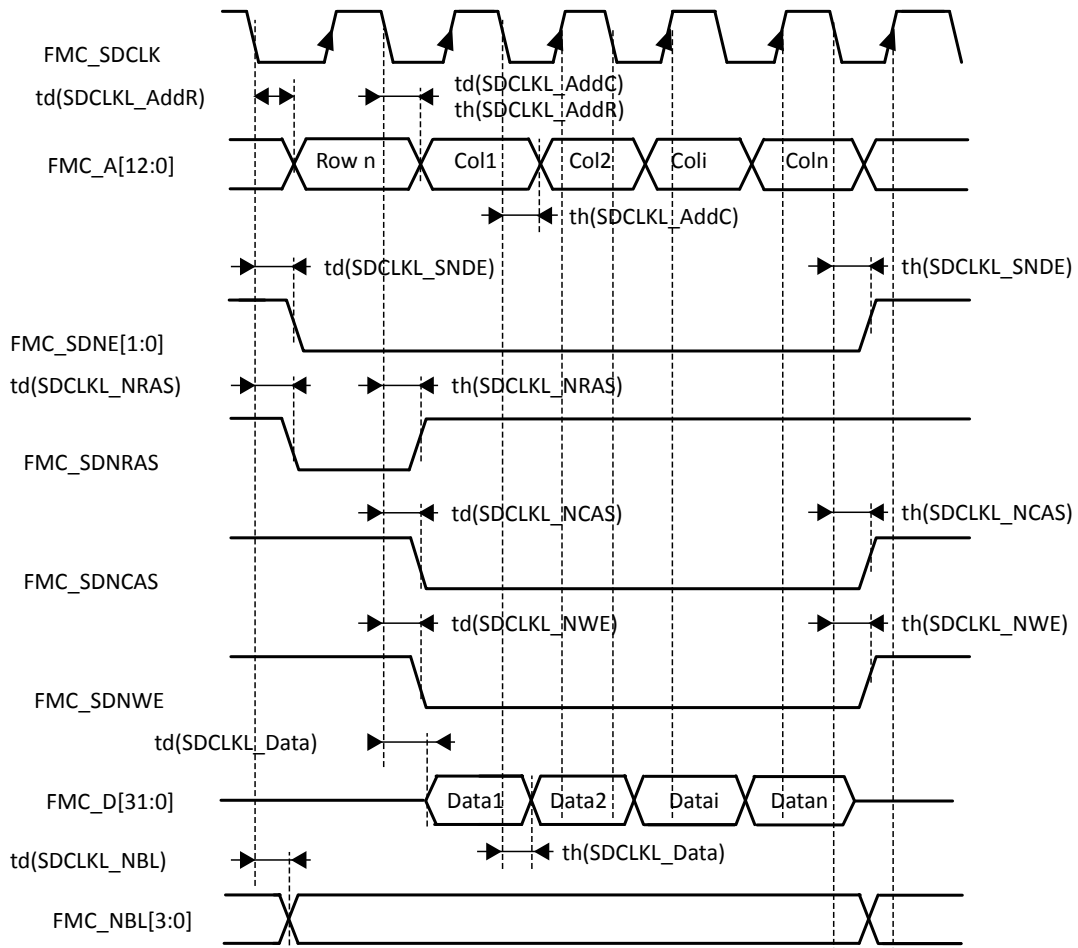 FMC_SDCLK
td(SDCLKL_AddR)
td(SDCLKL_AddC)
th(SDCLKL_AddR)
FMC_A[12:0]
Row n
Col1
Col2
Coli
Coln
th(SDCLKL_AddC)
td(SDCLKL_SNDE)
th(SDCLKL_SNDE)
FMC_SDNE[1:0]
td(SDCLKL_NRAS)
th(SDCLKL_NRAS)
FMC_SDNRAS
td(SDCLKL_NCAS)
th(SDCLKL_NCAS)
FMC_SDNCAS
td(SDCLKL_NWE)
th(SDCLKL_NWE)
FMC_SDNWE
td(SDCLKL_Data)
FMC_D[31:0]
Data1
Data2
Datai
Datan
td(SDCLKL_NBL)
th(SDCLKL_Data)
FMC_NBL[3:0]